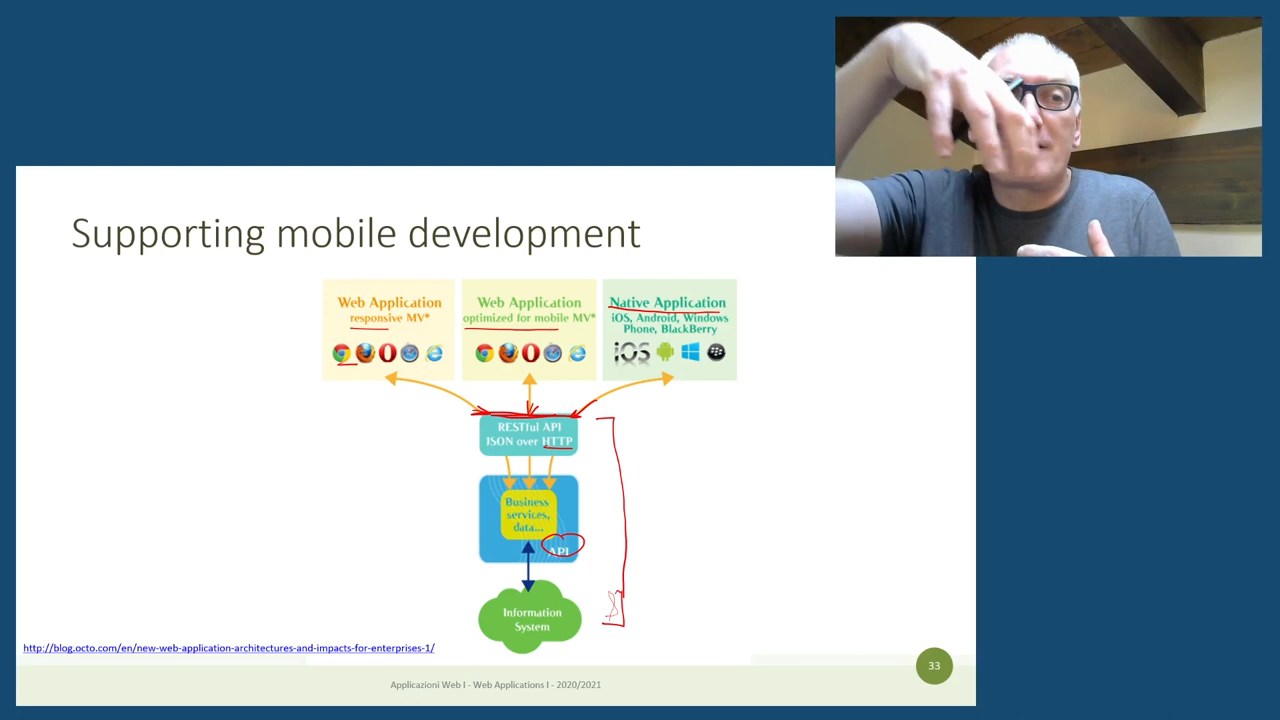 Supporting mobile development
Web Application
responsive MV*
Web Application
optimized for mobile MV*
Native Application
iOS, Android, Windows
Phone, BlackBerry
iOS
RESTful API
JSON over HTTP
Business
services,
data...
API
Information
System
http://blog.octo.com/en/new-web-application-architectures-and-impacts-for-enterprises-1/
33
Applicazioni Web I - Web Applications I - 2020/2021